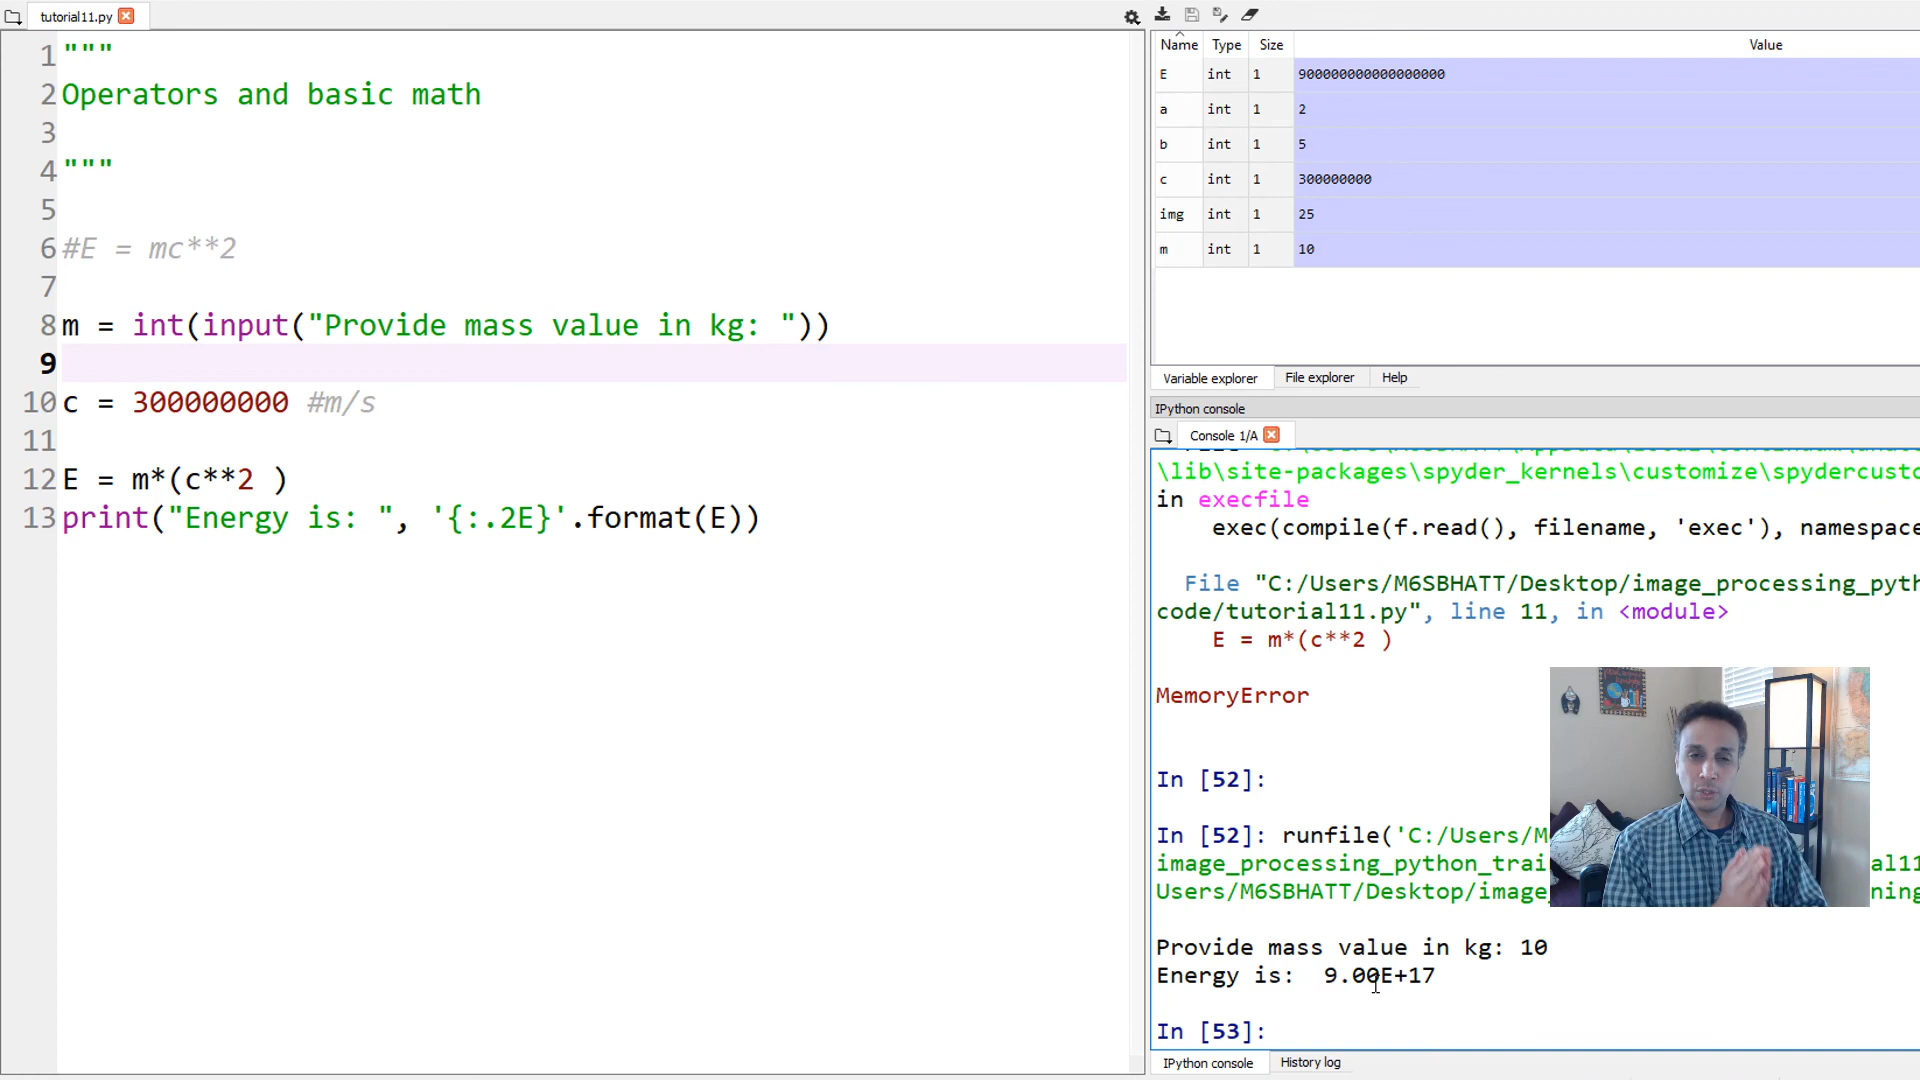 tutorial11.py
1 """
2 Operators and basic math
3
4 """
5
6 #E = mc**2
7
8 m = int(input("Provide mass value in kg: "))
9
10 c = 300000000 #m/s
11
12 E = m*(c**2 )
13 print("Energy is: ", '{:.2E}'.format(E))
Name Type Size Value
E int 1 900000000000000000
a int 1 2
b int 1 5
c int 1 300000000
img int 1 25
m int 1 10
Variable explorer File explorer Help
IPython console
Console 1/A
\lib\site-packages\spyder_kernels\customize\spydercusto
in execfile
exec(compile(f.read(), filename, 'exec'), namespace
File "C:/Users/M6SBHATT/Desktop/image_processing_pyth
code/tutorial11.py", line 11, in <module>
E = m*(c**2 )
MemoryError
In [52]:
In [52]: runfile('C:/Users/M
image_processing_python_trai al11
Users/M6SBHATT/Desktop/image_ ning
Provide mass value in kg: 10
Energy is: 9.00E+17
In [53]:
IPython console History log